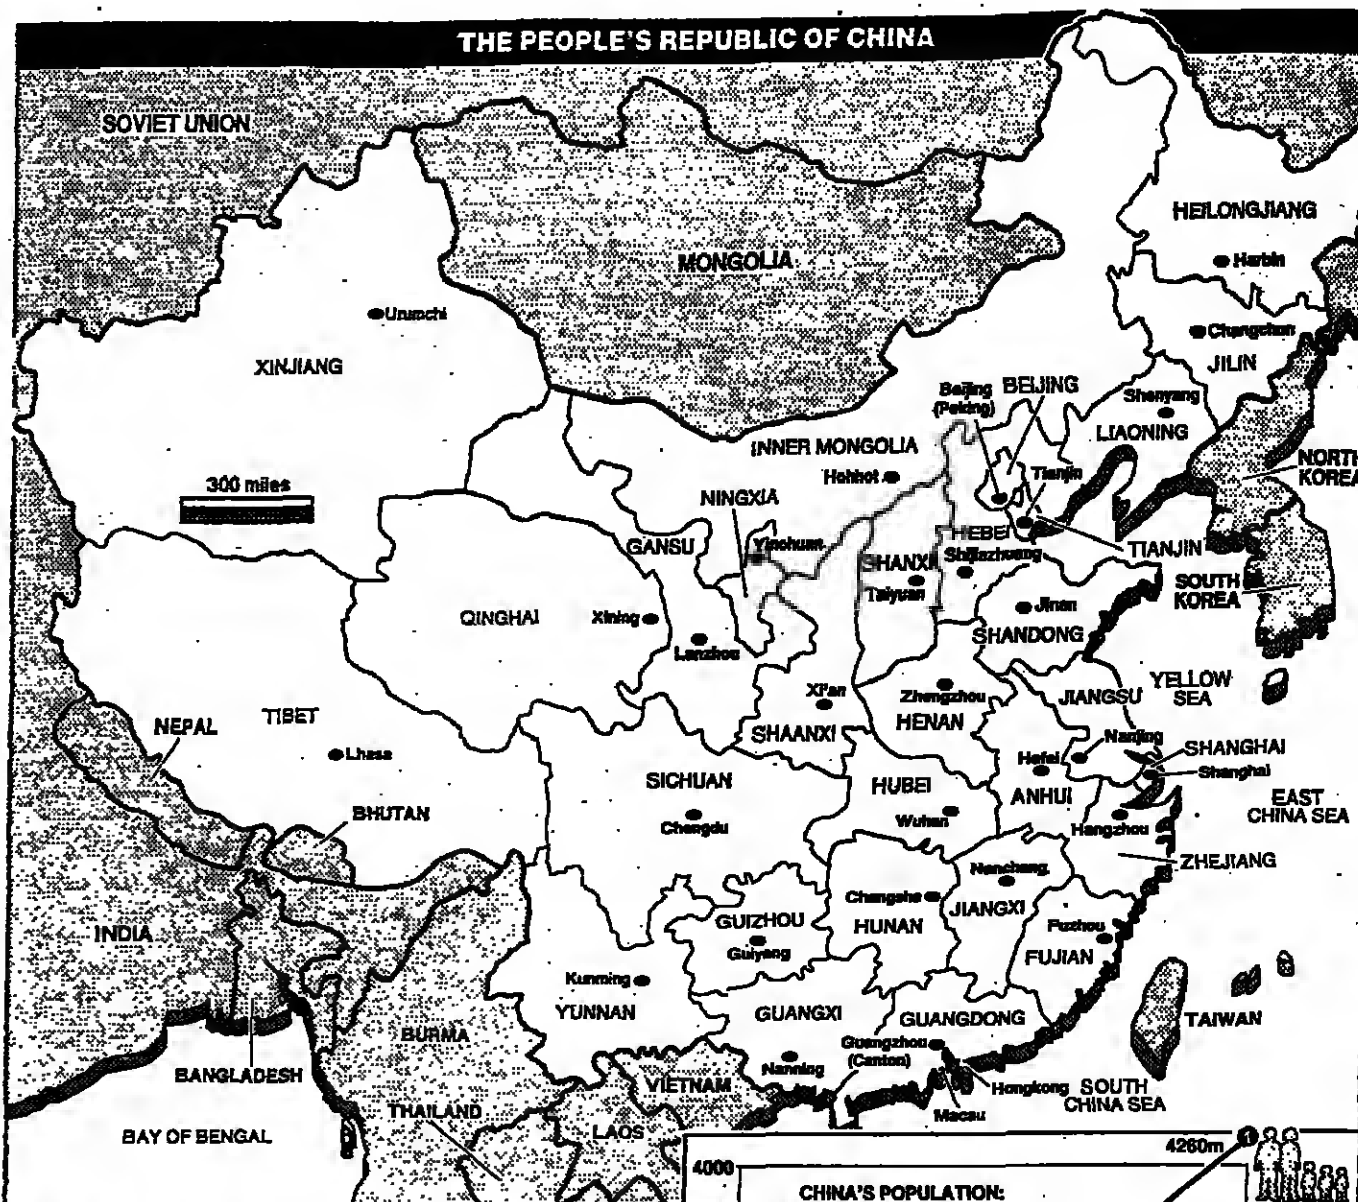 THE PEOPLE'S REPUBLIC OF CHINA
SOVIET UNION
HEILONGJIANG
MONGOLIA
Harbin
Urumchi
Changchun
XINJIANG
JILIN
Beijing
(Peking)
BEIJING
Shenyang
LIAONING
INNER MONGOLIA
Hohhot
Tianjin
NORTH
KOREA
300 miles
NINGXIA
HEBEI
GANSU
Yinchuan
SHANXI
Shijiazhuang
TIANJIN
Taiyuan
SOUTH
KOREA
QINGHAI
Xining
Jinan
SHANDONG
Lanzhou
Xi'an
Zhengzhou
JIANGSU
YELLOW
SEA
TIBET
NEPAL
HENAN
SHAANXI
Nanjing
SHANGHAI
Lhasa
Hefei
Shanghai
SICHUAN
HUBEI
ANHUI
EAST
CHINA SEA
BHUTAN
Chengdu
Wuhan
Hangzhou
ZHEJIANG
Nanchang
Changsha
JIANGXI
GUIZHOU
HUNAN
Fuzhou
INDIA
Guiyang
FUJIAN
Kunming
YUNNAN
GUANGXI
GUANGDONG
TAIWAN
BURMA
Guangzhou
(Canton)
Nanning
BANGLADESH
VIETNAM
Hongkong
SOUTH
CHINA SEA
Macau
THAILAND
LAOS
BAY OF BENGAL
4260m
1
4000
CHINA'S POPULATION: